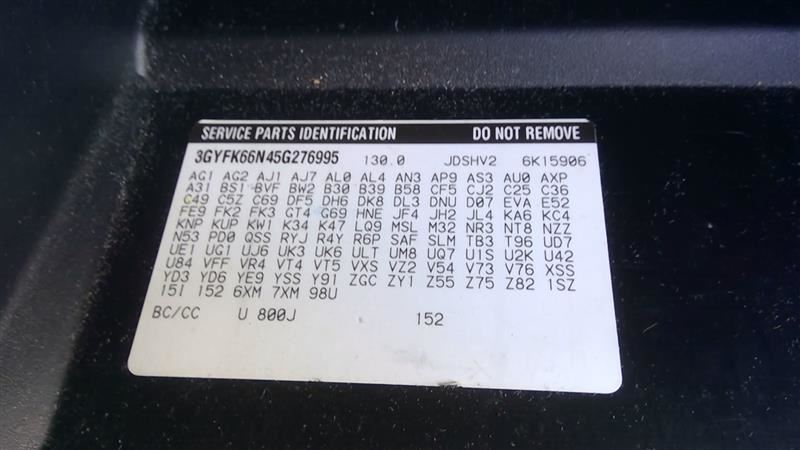 SERVICE PARTS IDENTIFICATION DO NOT REMOVE
3GYFK66N45G276995 130.0 JDSHV2 6K15906
AG1 AG2 AJ1 AJ7 AL0 AL4 AN3 AP9 AS3 AU0 AXP
A31 BS1 BVF BW2 B30 B39 B58 CF5 CJ2 C25 C36
C49 C5Z C69 DF5 DH6 DK8 DL3 DNU D07 EVA E52
FE9 FK2 FK3 GT4 G69 HNE JF4 JH2 JL4 KA6 KC4
KNP KUP KW1 K34 K47 LQ9 MSL M32 NR3 NT8 NZZ
N53 PD0 QSS RYJ R4Y R6P SAF SLM TB3 T96 UD7
UE1 UG1 UJ6 UK3 UK6 ULT UM8 UQ7 U1S U2K U42
U84 VFF VR4 VT4 VT5 VXS VZ2 V54 V73 V76 XSS
YD3 YD6 YE9 YSS Y91 ZGC ZY1 Z55 Z75 Z82 1SZ
15I 152 6XM 7XM 98U
BC/CC U 800J 152